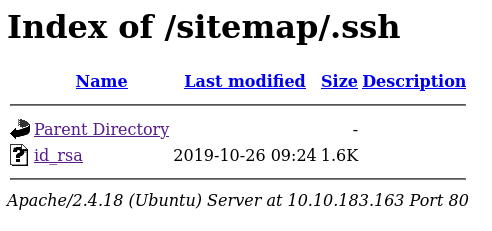 Index of /sitemap/.ssh
Name Last modified Size Description
Parent Directory -
id_rsa 2019-10-26 09:24 1.6K
Apache/2.4.18 (Ubuntu) Server at 10.10.183.163 Port 80